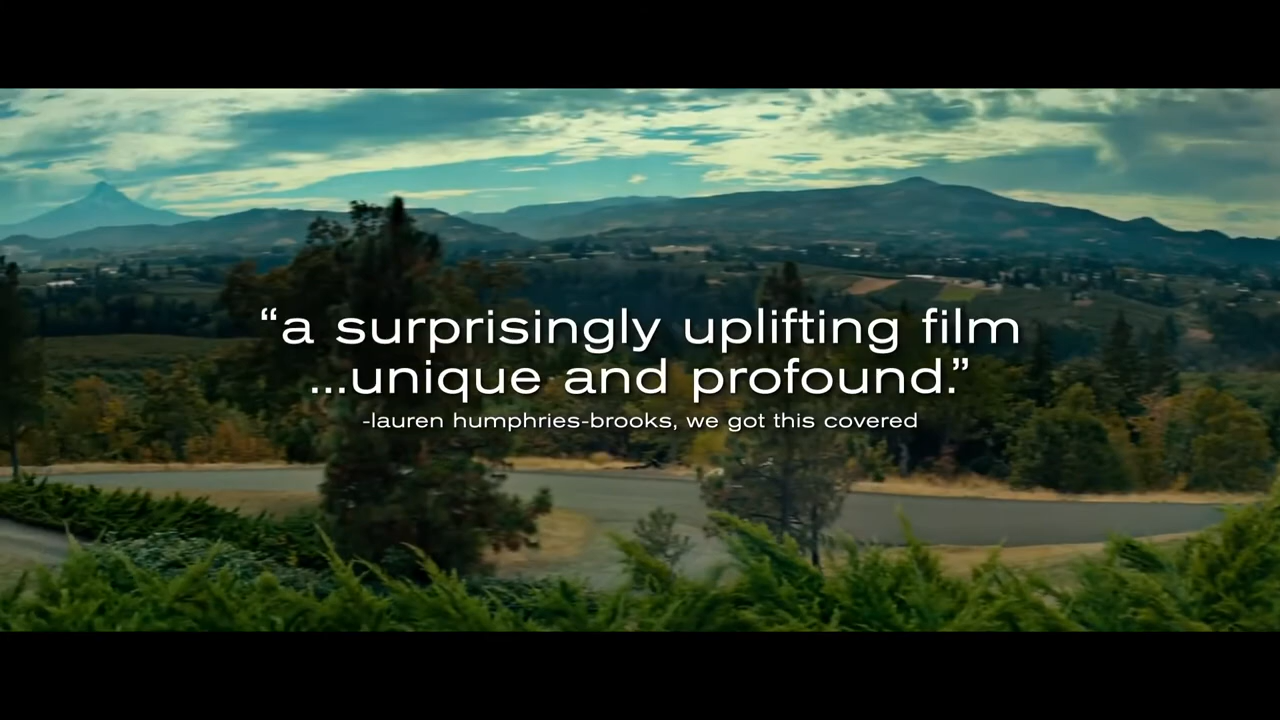 “a surprisingly uplifting film
...unique and profound.”
-lauren humphries-brooks, we got this covered